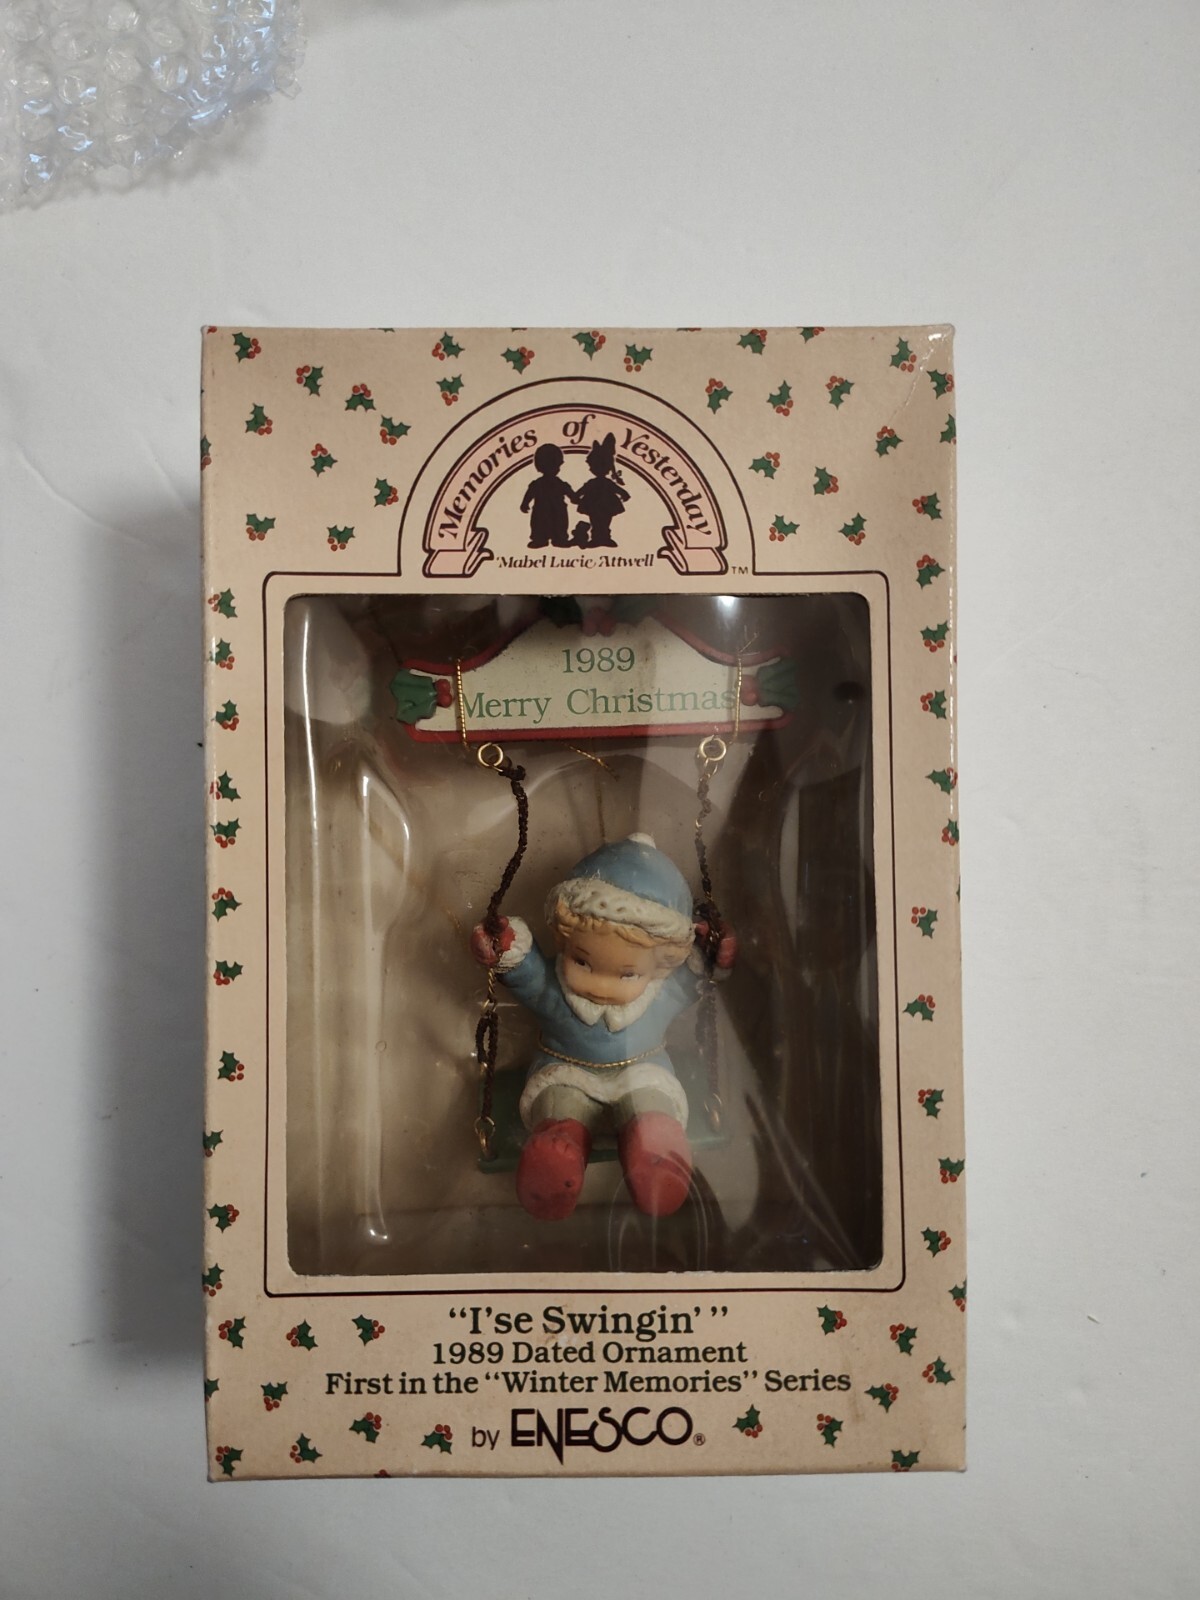 Memories of Yesterday
Mabel Lucie Attwell
TM
1989
Merry Christmas
"I'se Swingin' "
1989 Dated Ornament
First in the "Winter Memories" Series
by ENESCO®